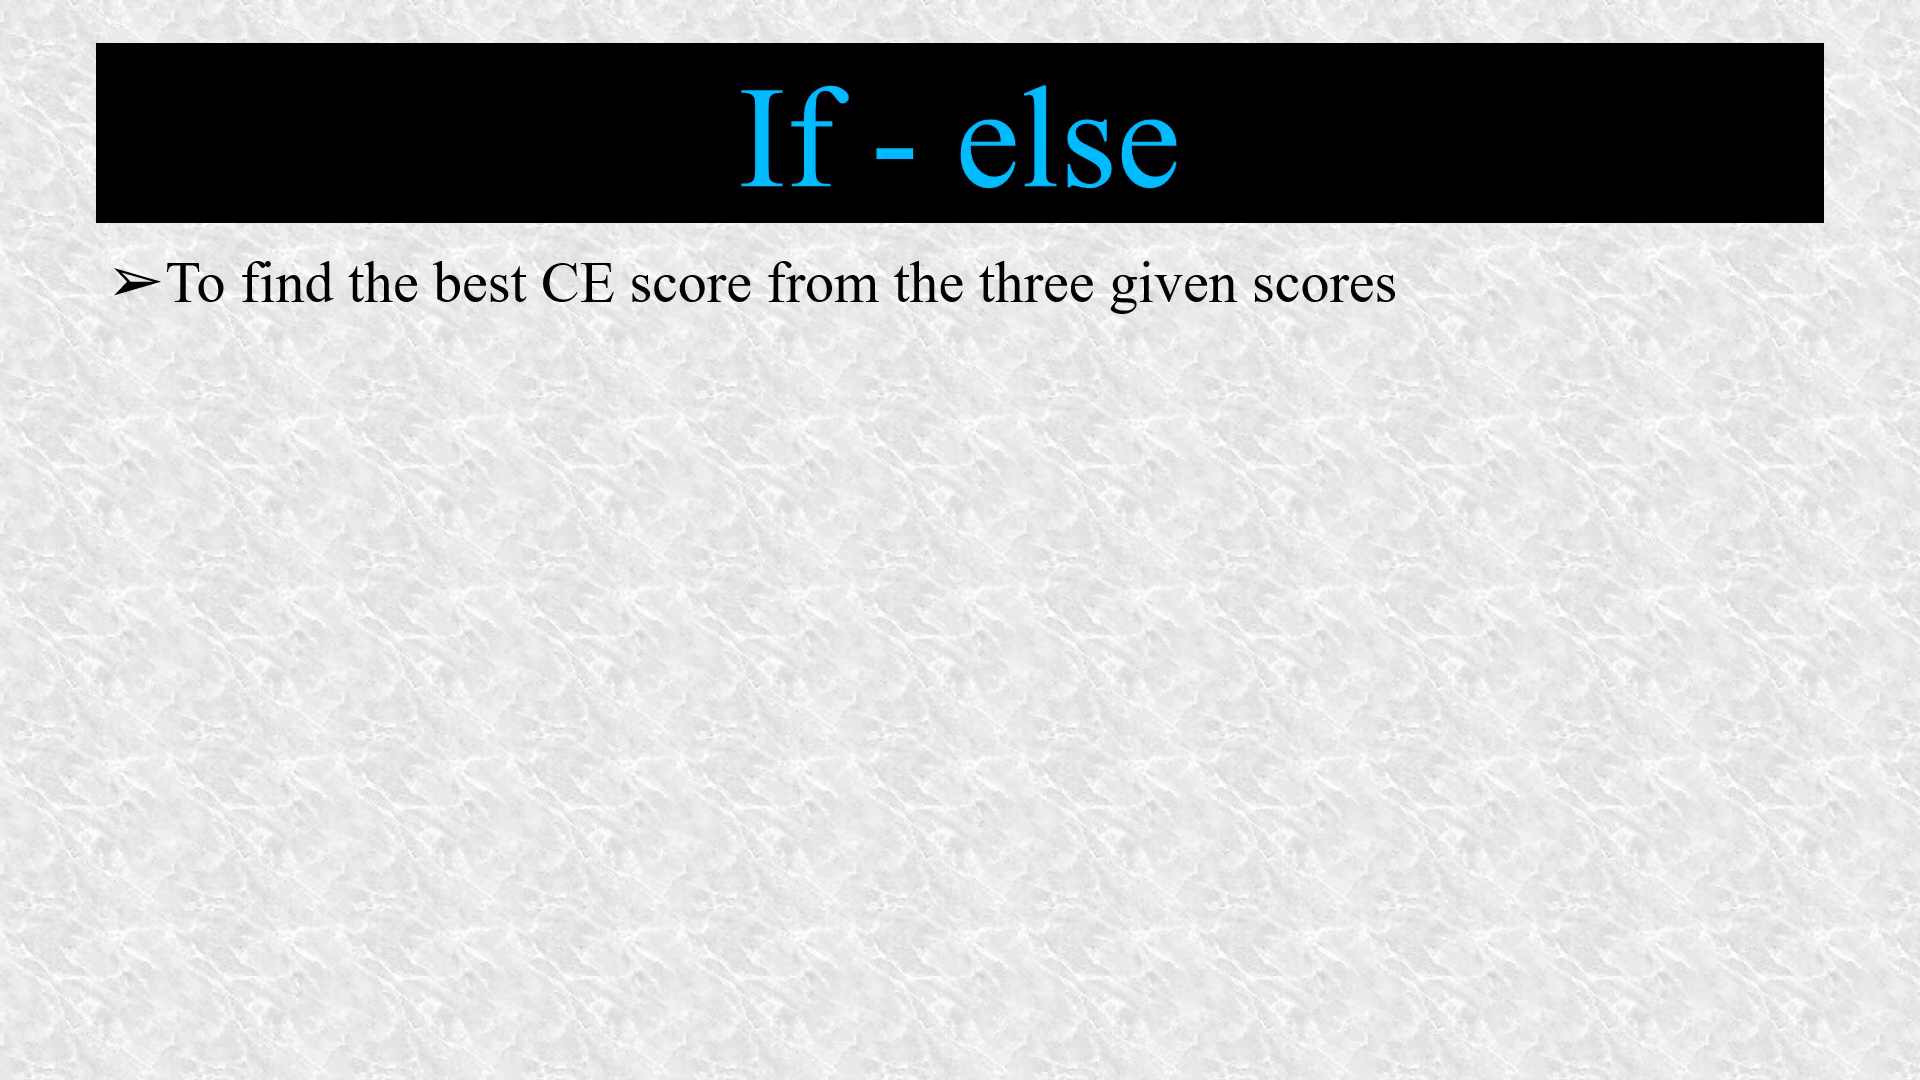 If - else
➢To find the best CE score from the three given scores